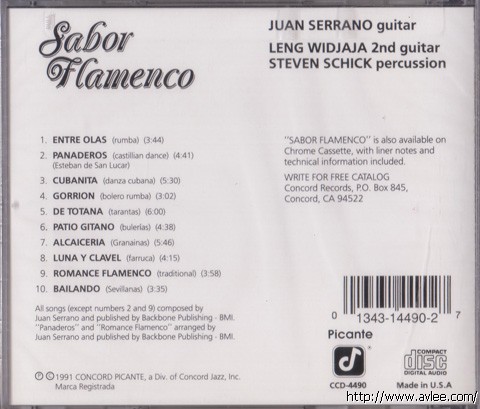 Sabor
Flamenco
JUAN SERRANO guitar
LENG WIDJAJA 2nd guitar
STEVEN SCHICK percussion
1. ENTRE OLAS (rumba) (3:44)
2. PANADEROS (castillian dance) (4:41)
(Esteban de San Lucar)
3. CUBANITA (danza cubana) (5:30)
4. GORRION (bolero rumba) (3:02)
5. DE TOTANA (tarantas) (6:00)
6. PATIO GITANO (bulerías) (4:38)
7. ALCAICERIA (Granainas) (5:46)
8. LUNA Y CLAVEL (farruca) (4:15)
9. ROMANCE FLAMENCO (traditional) (3:58)
10. BAILANDO (Sevillanas) (3:35)
All songs (except numbers 2 and 9) composed by
Juan Serrano and published by Backbone Publishing - BMI.
"Panaderos" and "Romance Flamenco" arranged by
Juan Serrano and published by Backbone Publishing - BMI.
"SABOR FLAMENCO" is also available on
Chrome Cassette, with liner notes and
technical information included.
WRITE FOR FREE CATALOG
Concord Records, P.O. Box 845,
Concord, CA 94522
0 1343-14490-2 7
Picante
COMPACT
disc
DIGITAL AUDIO
℗ © 1991 CONCORD PICANTE, a Div. of Concord Jazz, Inc.
Marca Registrada
CCD-4490
Made in U.S.A
http://www.avlee.com/